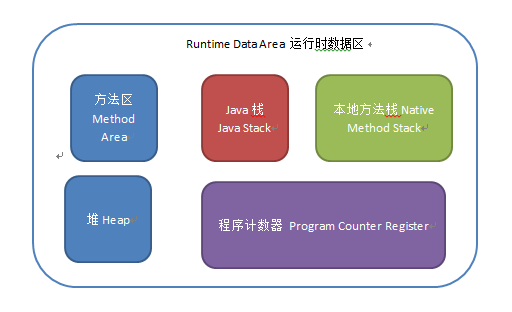 Runtime Data Area 运行时数据区
方法区
Method
Area
Java 栈
Java Stack
本地方法栈 Native
Method Stack
堆 Heap
程序计数器 Program Counter Register